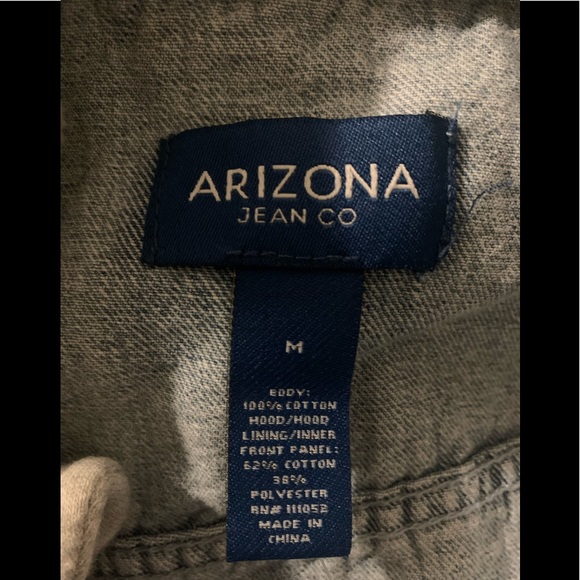 ARIZONA
JEAN CO
M
BODY:
100% COTTON
HOOD/HOOD
LINING/INNER
FRONT PANEL:
62% COTTON
38%
POLYESTER
RN# 111052
MADE IN
CHINA